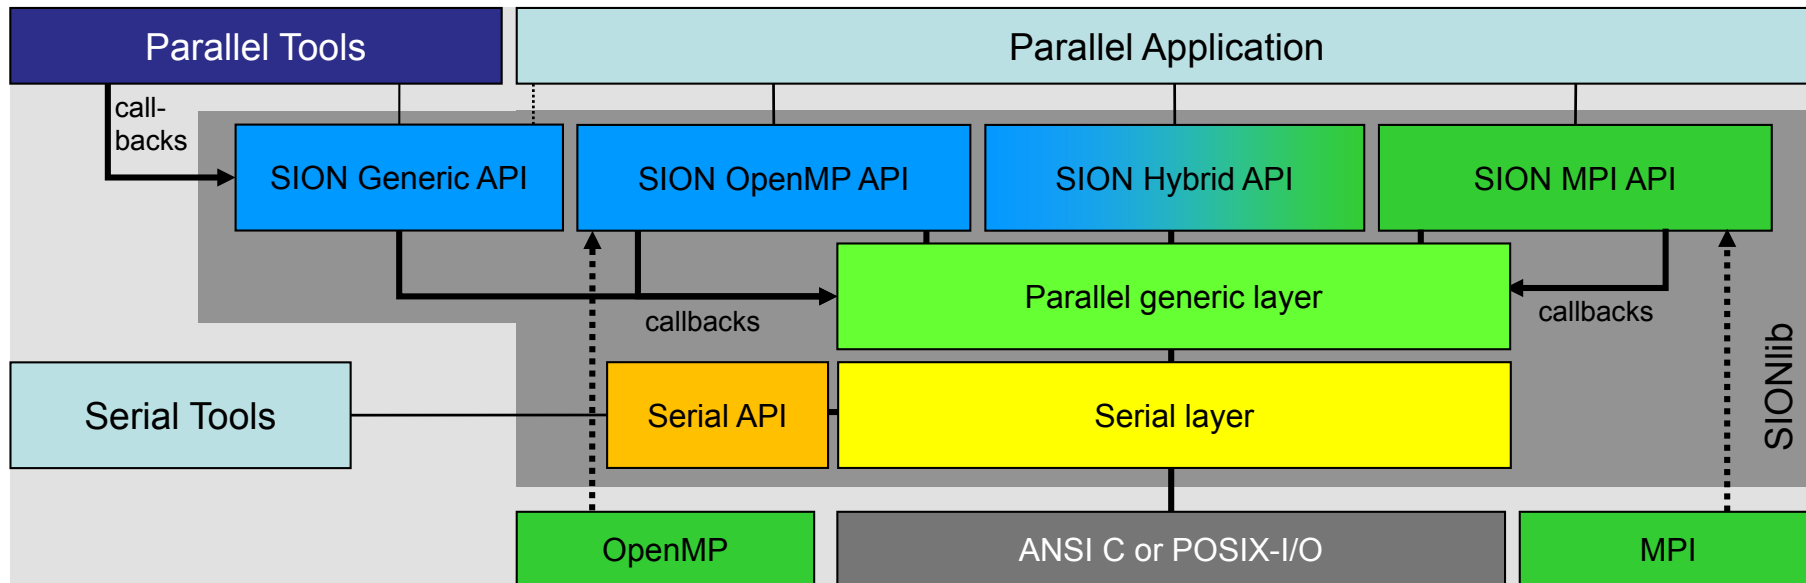 Parallel Tools
Parallel Application
call-
backs
SION Generic API
SION OpenMP API
SION Hybrid API
SION MPI API
Parallel generic layer
callbacks
callbacks
SIONlib
Serial Tools
Serial API
Serial layer
OpenMP
ANSI C or POSIX-I/O
MPI